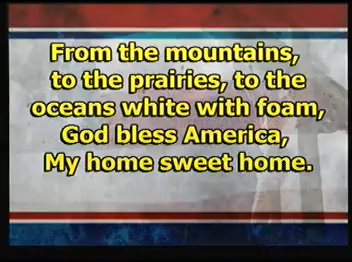 From the mountains,
to the prairies, to the
oceans white with foam,
God bless America,
My home sweet home.